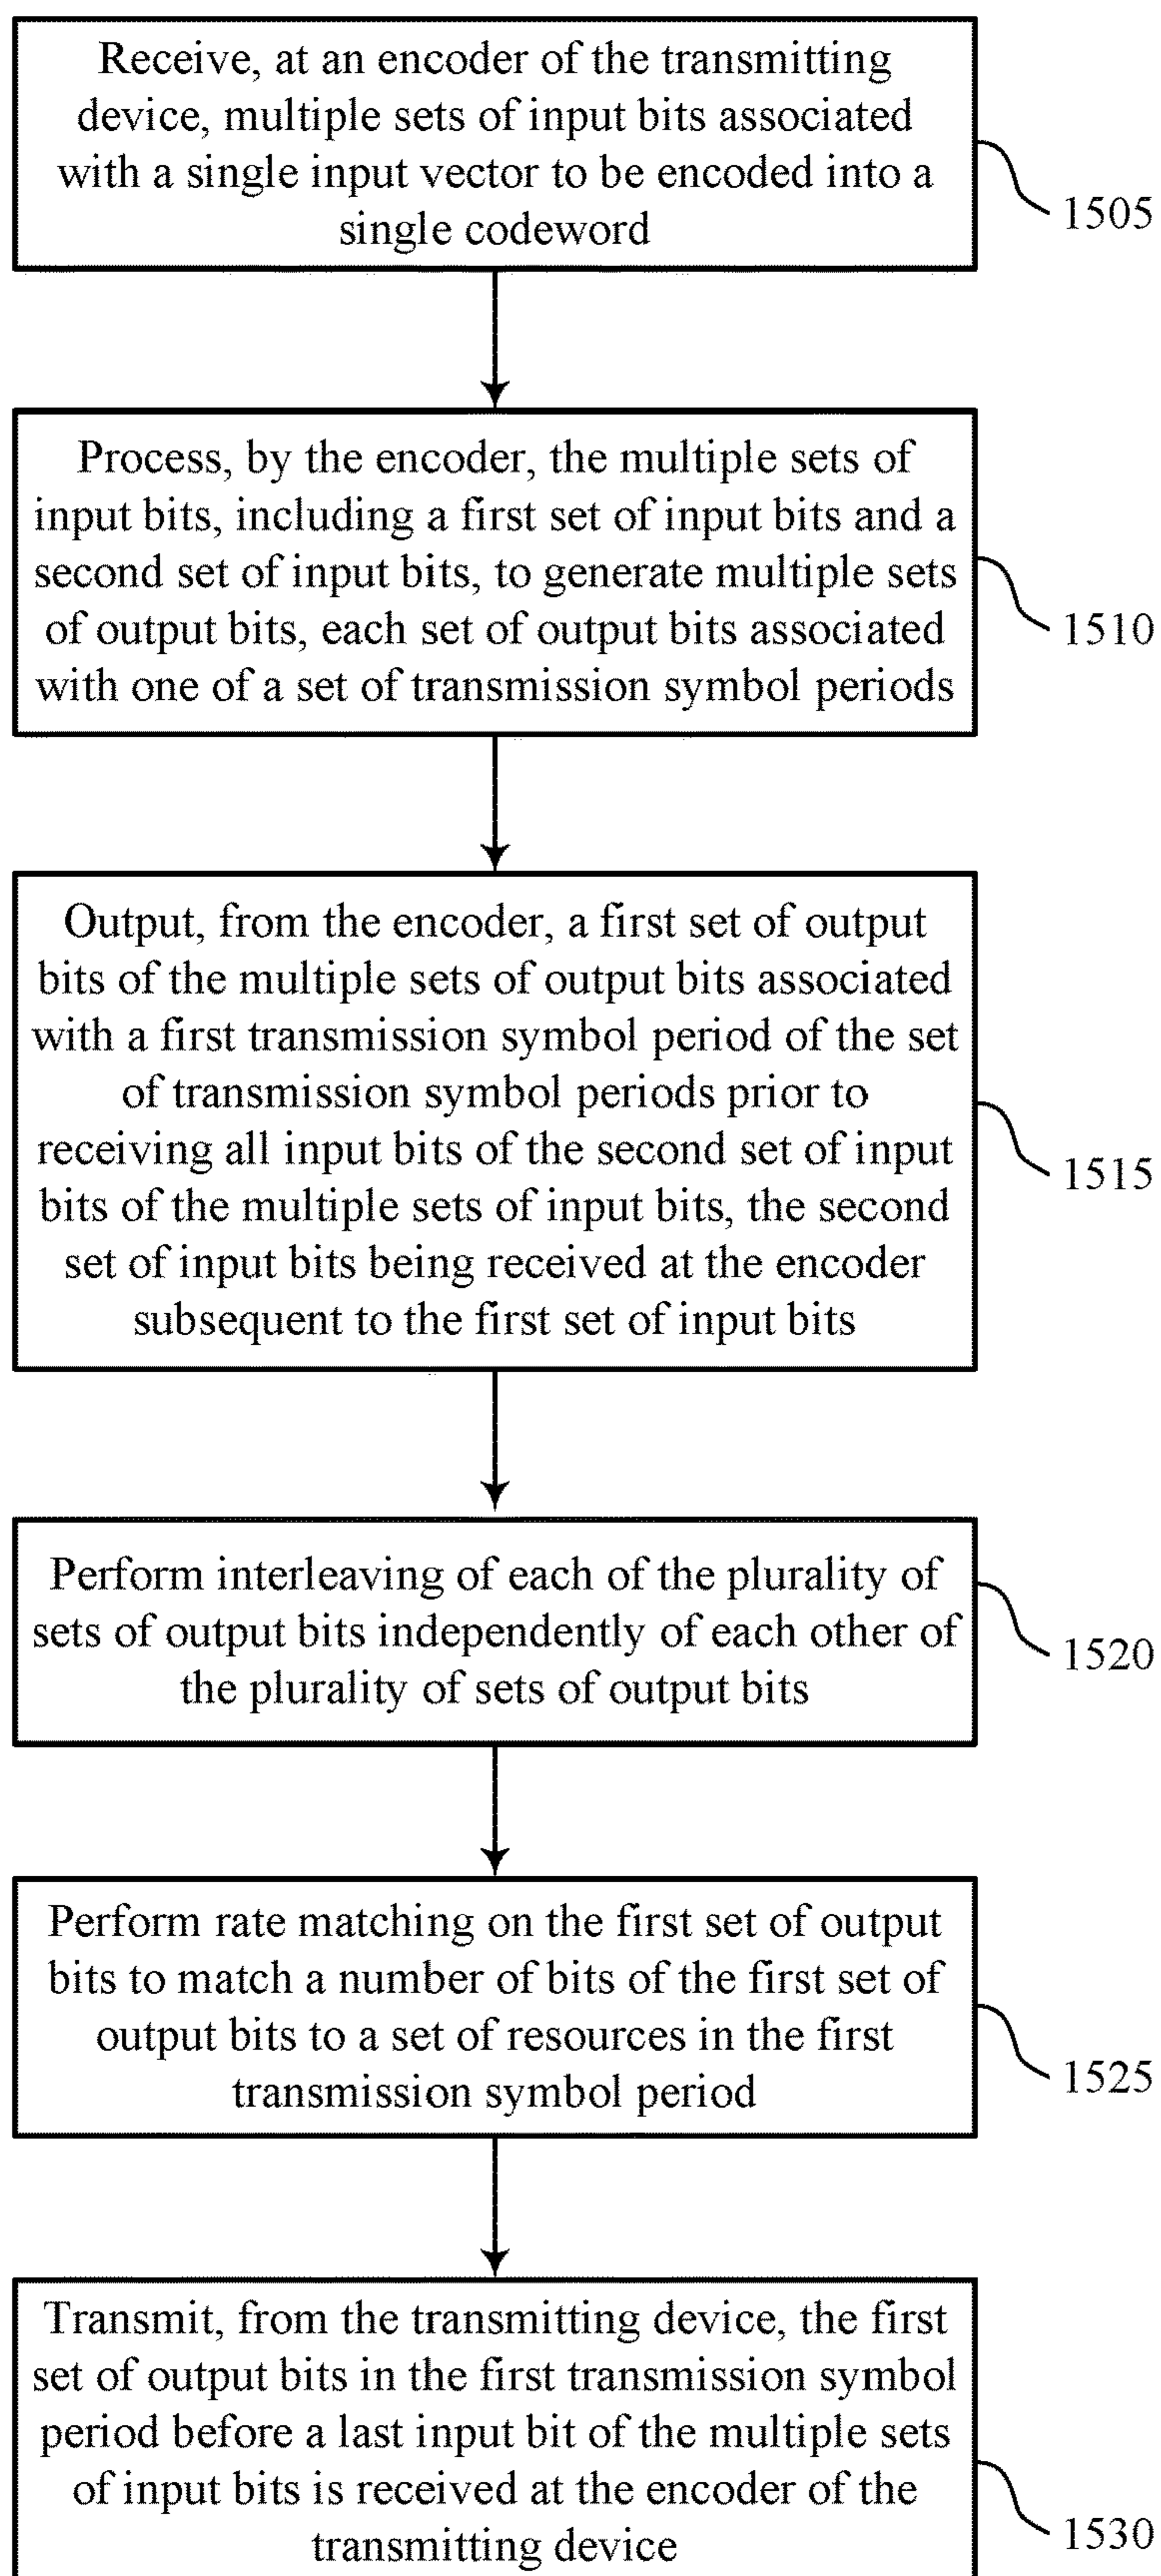 Receive, at an encoder of the transmitting
device, multiple sets of input bits associated
with a single input vector to be encoded into a
single codeword
1505
Process, by the encoder, the multiple sets of
input bits, including a first set of input bits and a
second set of input bits, to generate multiple sets
of output bits, each set of output bits associated
with one of a set of transmission symbol periods
1510
Output, from the encoder, a first set of output
bits of the multiple sets of output bits associated
with a first transmission symbol period of the set
of transmission symbol periods prior to
receiving all input bits of the second set of input
bits of the multiple sets of input bits, the second
set of input bits being received at the encoder
subsequent to the first set of input bits
1515
Perform interleaving of each of the plurality of
sets of output bits independently of each other of
the plurality of sets of output bits
1520
Perform rate matching on the first set of output
bits to match a number of bits of the first set of
output bits to a set of resources in the first
transmission symbol period
1525
Transmit, from the transmitting device, the first
set of output bits in the first transmission symbol
period before a last input bit of the multiple sets
of input bits is received at the encoder of the
transmitting device
1530